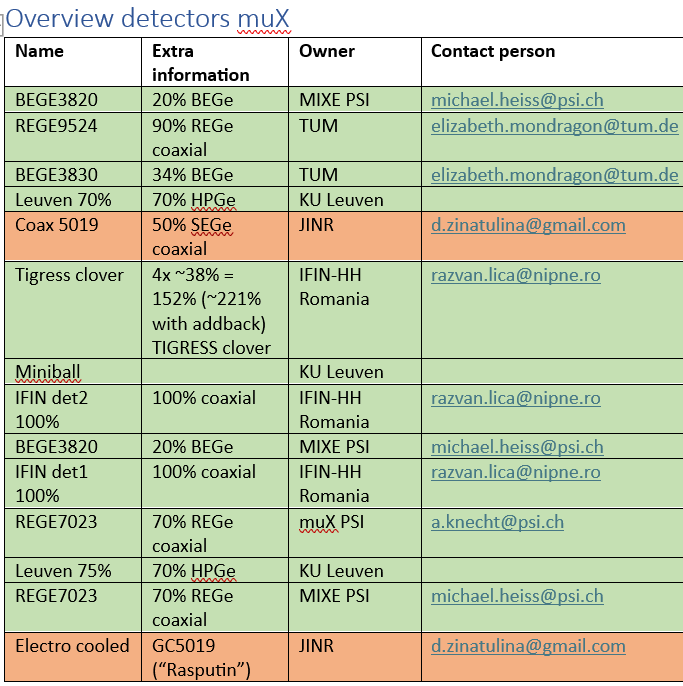 Overview detectors muX
Name Extra information Owner Contact person
BEGE3820 20% BEGe MIXE PSI michael.heiss@psi.ch
REGE9524 90% REGe coaxial TUM elizabeth.mondragon@tum.de
BEGE3830 34% BEGe TUM elizabeth.mondragon@tum.de
Leuven 70% 70% HPGe KU Leuven
Coax 5019 50% SEGe coaxial JINR d.zinatulina@gmail.com
Tigress clover 4x ~38% = 152% (~221% with addback) TIGRESS clover IFIN-HH Romania razvan.lica@nipne.ro
Miniball KU Leuven
IFIN det2 100% 100% coaxial IFIN-HH Romania razvan.lica@nipne.ro
BEGE3820 20% BEGe MIXE PSI michael.heiss@psi.ch
IFIN det1 100% 100% coaxial IFIN-HH Romania razvan.lica@nipne.ro
REGE7023 70% REGe coaxial muX PSI a.knecht@psi.ch
Leuven 75% 70% HPGe KU Leuven
REGE7023 70% REGe coaxial MIXE PSI michael.heiss@psi.ch
Electro cooled GC5019 (“Rasputin”) JINR d.zinatulina@gmail.com